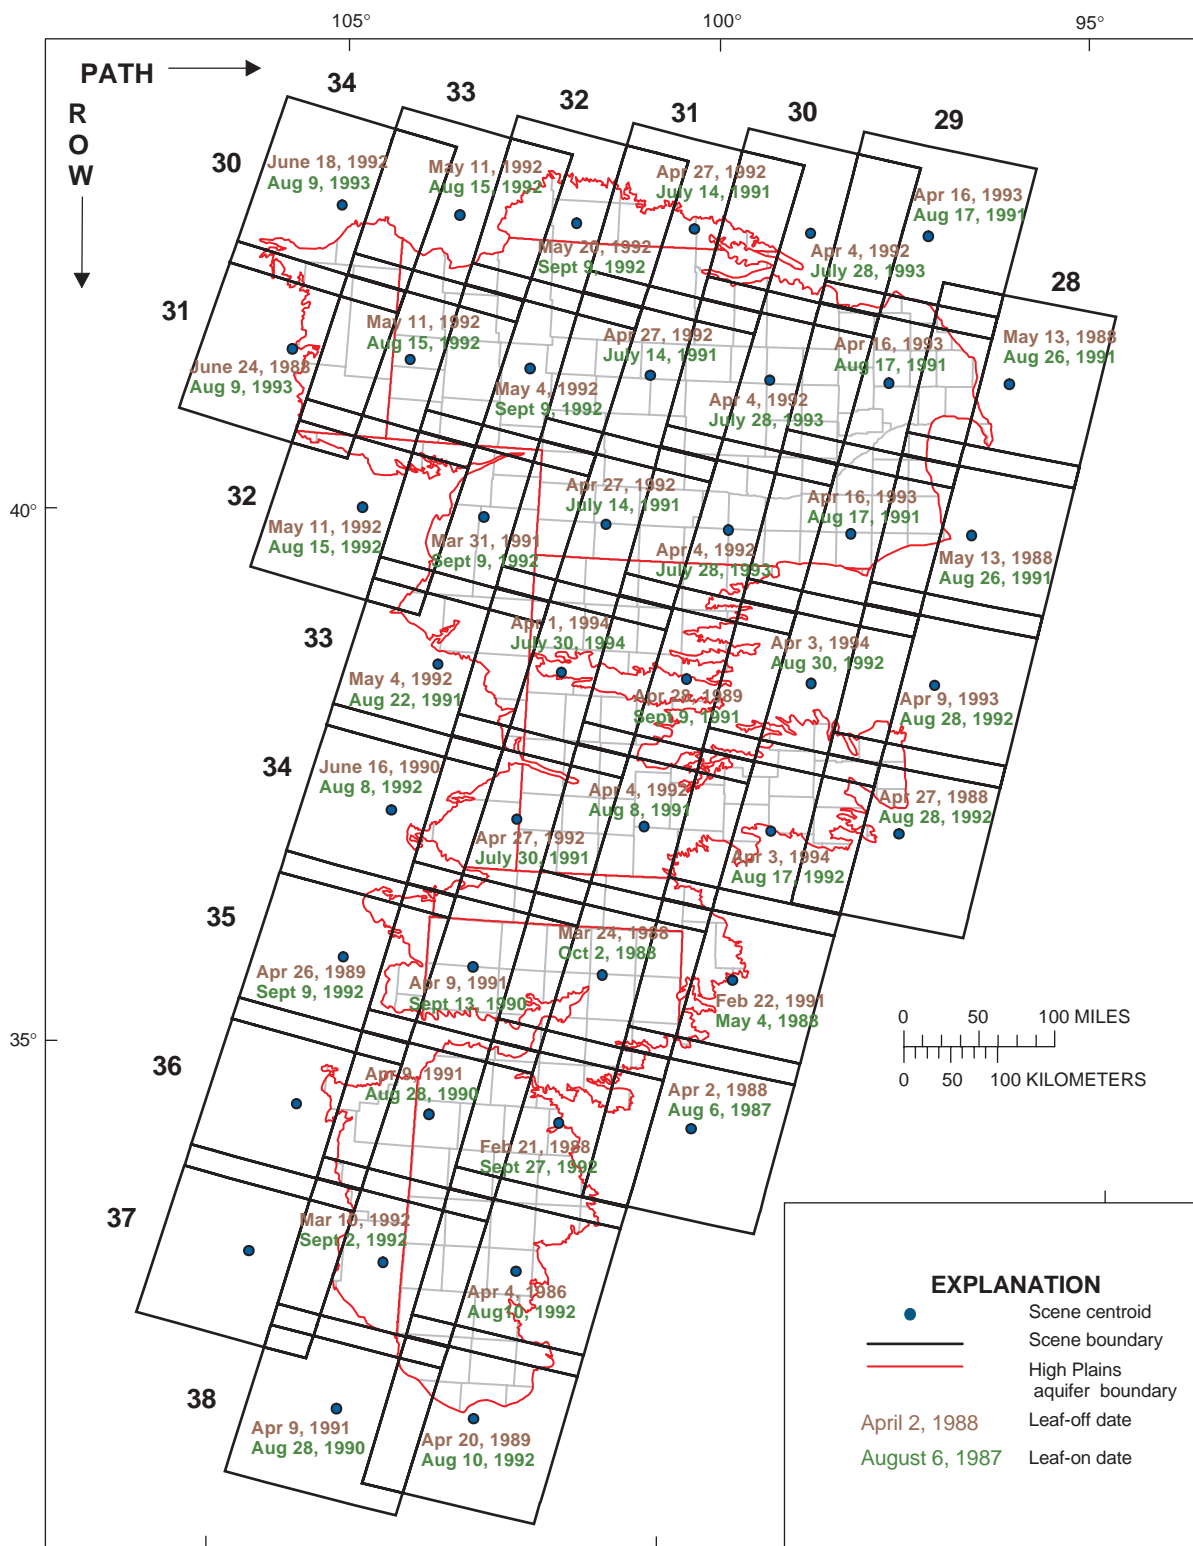 105°
100°
95°
PATH
ROW
34
33
32
31
30
29
28
30
June 18, 1992
Aug 9, 1993
May 11, 1992
Aug 15, 1992
May 20, 1992
Sept 9, 1992
Apr 27, 1992
July 14, 1991
Apr 4, 1992
July 28, 1993
Apr 16, 1993
Aug 17, 1991
31
June 24, 1988
Aug 9, 1993
May 11, 1992
Aug 15, 1992
May 4, 1992
Sept 9, 1992
Apr 27, 1992
July 14, 1991
Apr 4, 1992
July 28, 1993
Apr 16, 1993
Aug 17, 1991
May 13, 1988
Aug 26, 1991
32
40°
May 11, 1992
Aug 15, 1992
Mar 31, 1991
Sept 9, 1992
Apr 27, 1992
July 14, 1991
Apr 4, 1992
July 28, 1993
Apr 16, 1993
Aug 17, 1991
May 13, 1988
Aug 26, 1991
33
May 4, 1992
Aug 22, 1991
Apr 1, 1994
July 30, 1994
Apr 28, 1989
Sept 9, 1991
Apr 3, 1994
Aug 30, 1992
Apr 9, 1993
Aug 28, 1992
34
June 16, 1990
Aug 8, 1992
Apr 27, 1992
July 30, 1991
Apr 4, 1992
Aug 8, 1991
Apr 3, 1994
Aug 17, 1992
Apr 27, 1988
Aug 28, 1992
35
Apr 26, 1989
Sept 9, 1992
Apr 9, 1991
Sept 13, 1990
Mar 24, 1988
Oct 2, 1988
Feb 22, 1991
May 4, 1988
35°
0 50 100 MILES
0 50 100 KILOMETERS
36
Apr 9, 1991
Aug 28, 1990
Feb 21, 1988
Sept 27, 1992
Apr 2, 1988
Aug 6, 1987
37
Mar 10, 1992
Sept 2, 1992
Apr 4, 1986
Aug10, 1992
38
Apr 9, 1991
Aug 28, 1990
Apr 20, 1989
Aug 10, 1992
EXPLANATION
Scene centroid
Scene boundary
High Plains
aquifer boundary
April 2, 1988 Leaf-off date
August 6, 1987 Leaf-on date